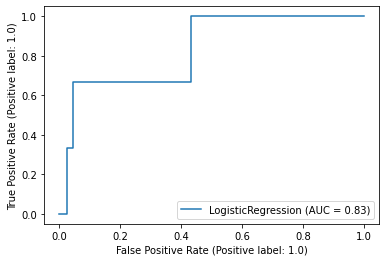 True Positive Rate (Positive label: 1.0)
1.0
0.8
0.6
0.4
0.2
0.0
LogisticRegression (AUC = 0.83)
0.0 0.2 0.4 0.6 0.8 1.0
False Positive Rate (Positive label: 1.0)